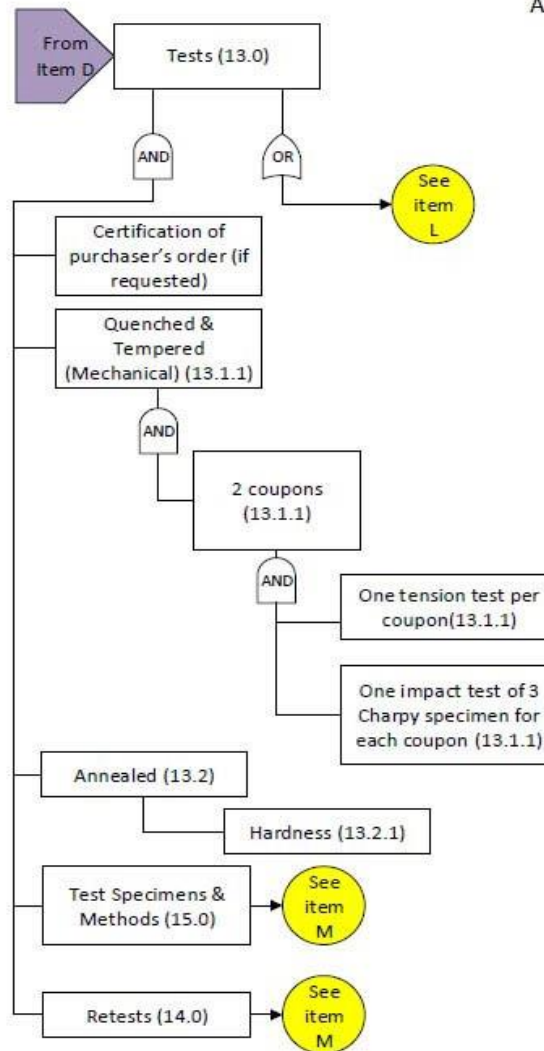 A
From
Item D
Tests (13.0)
AND
OR
See
item
L
Certification of
purchaser's order (if
requested)
Quenched &
Tempered
(Mechanical) (13.1.1)
AND
2 coupons
(13.1.1)
AND
One tension test per
coupon(13.1.1)
One impact test of 3
Charpy specimen for
each coupon (13.1.1)
Annealed (13.2)
Hardness (13.2.1)
Test Specimens &
Methods (15.0)
See
item
M
Retests (14.0)
See
item
M